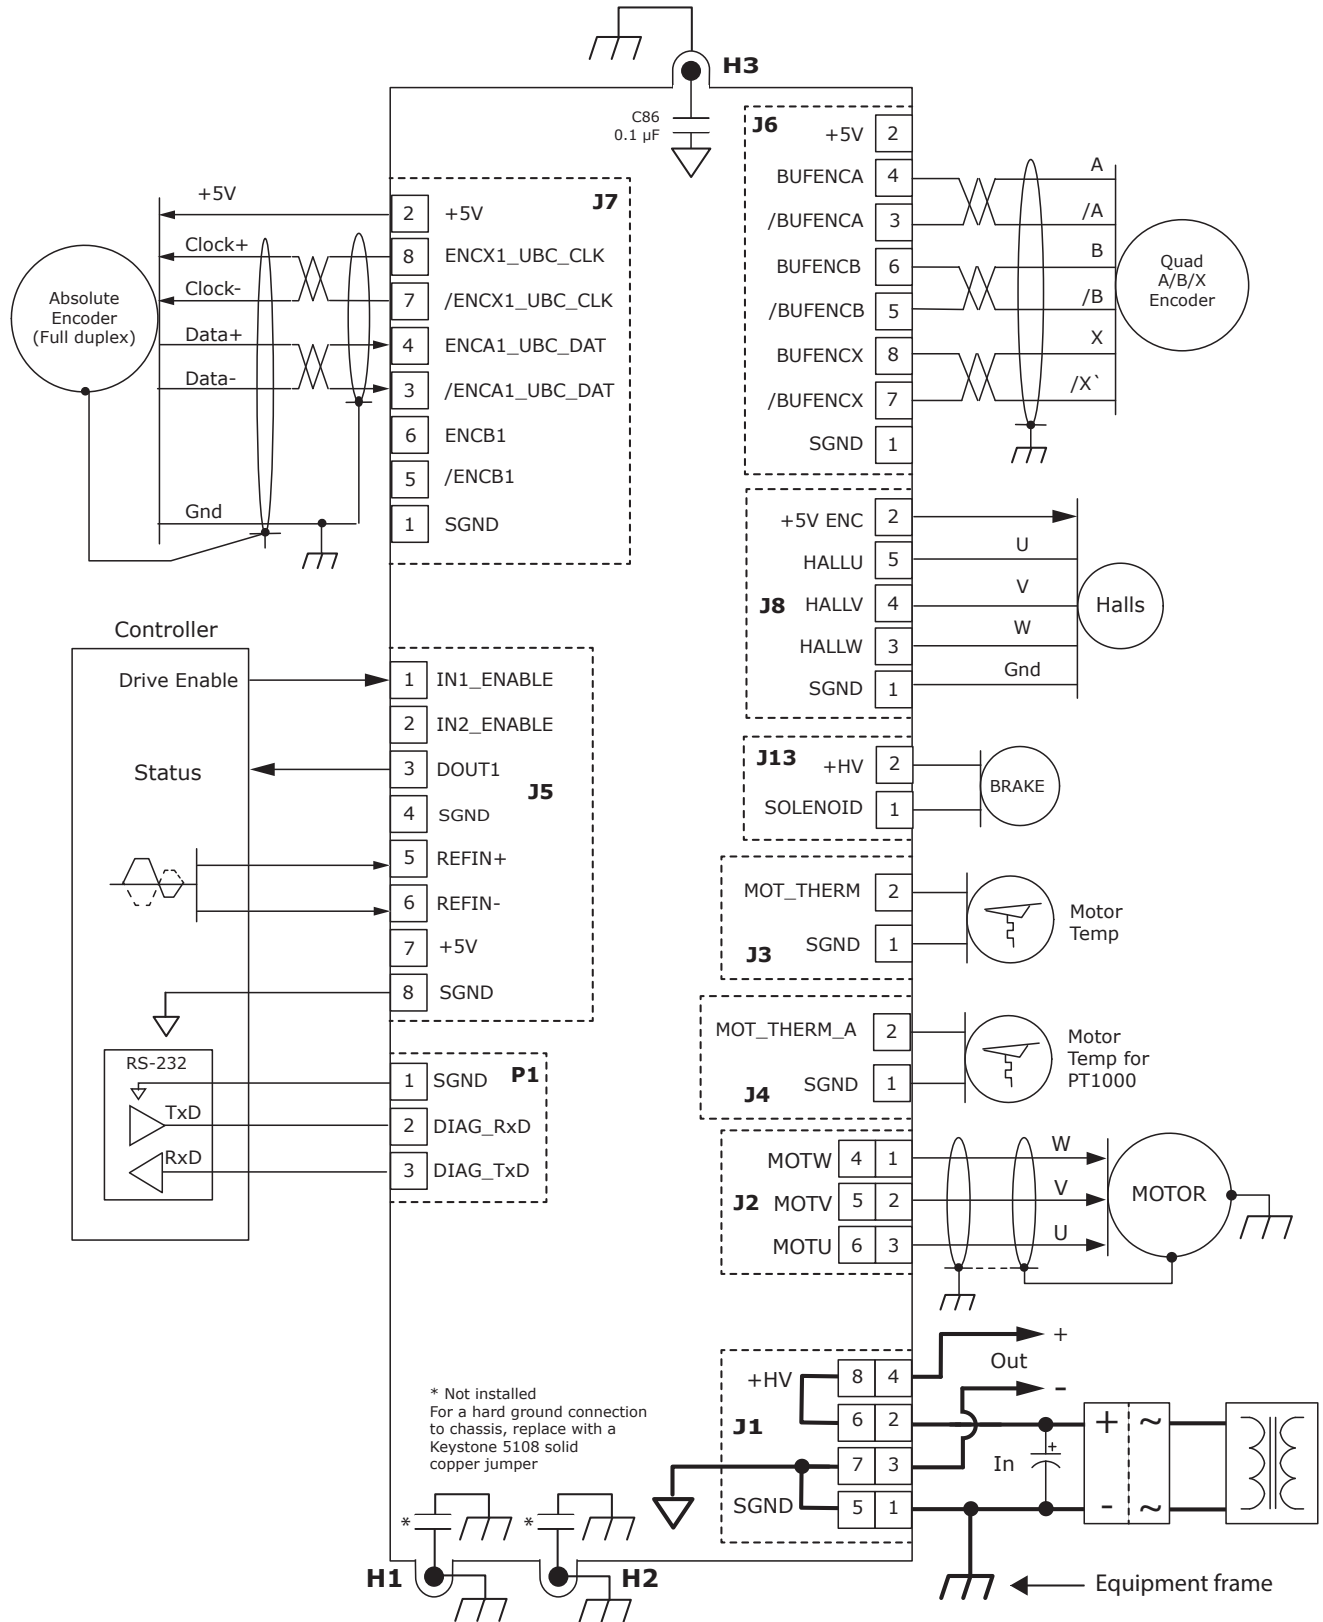 H3
C86
0.1 µF
J7
+5V
2
+5V
Clock+
8
ENCX1_UBC_CLK
Clock-
7
/ENCX1_UBC_CLK
Absolute
Encoder
(Full duplex)
Data+
4
ENCA1_UBC_DAT
Data-
3
/ENCA1_UBC_DAT
6
ENCB1
5
/ENCB1
Gnd
1
SGND
J6
+5V
2
BUFENCA
4
A
/BUFENCA
3
/A
BUFENCB
6
B
/BUFENCB
5
/B
BUFENCX
8
X
/BUFENCX
7
/X`
SGND
1
Quad
A/B/X
Encoder
J8
+5V ENC
2
HALLU
5
U
HALLV
4
V
HALLW
3
W
SGND
1
Gnd
Halls
Controller
Drive Enable
1
IN1_ENABLE
2
IN2_ENABLE
Status
3
DOUT1
J5
4
SGND
5
REFIN+
6
REFIN-
7
+5V
8
SGND
RS-232
1
SGND
P1
TxD
2
DIAG_RxD
RxD
3
DIAG_TxD
J13
+HV
2
SOLENOID
1
BRAKE
MOT_THERM
2
J3
SGND
1
Motor
Temp
MOT_THERM_A
2
J4
SGND
1
Motor
Temp for
PT1000
J2
MOTW
4
1
W
MOTV
5
2
V
MOTU
6
3
U
MOTOR
J1
+HV
8
4
+
Out
-
6
2
7
3
SGND
5
1
In
+
+
-
~
~
* Not installed
For a hard ground connection
to chassis, replace with a
Keystone 5108 solid
copper jumper
*
*
H1
H2
Equipment frame